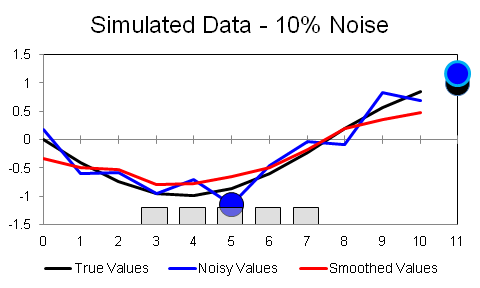 Simulated Data - 10% Noise
1.5
1
0.5
0
-0.5
-1
-1.5
0 1 2 3 4 5 6 7 8 9 10 11
True Values Noisy Values Smoothed Values